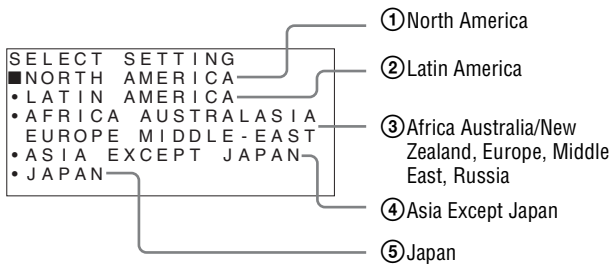 SELECT SETTING
■NORTH AMERICA
•LATIN AMERICA
•AFRICA AUSTRALASIA
EUROPE MIDDLE-EAST
•ASIA EXCEPT JAPAN
•JAPAN
①North America
②Latin America
③Africa Australia/New
Zealand, Europe, Middle
East, Russia
④Asia Except Japan
⑤Japan